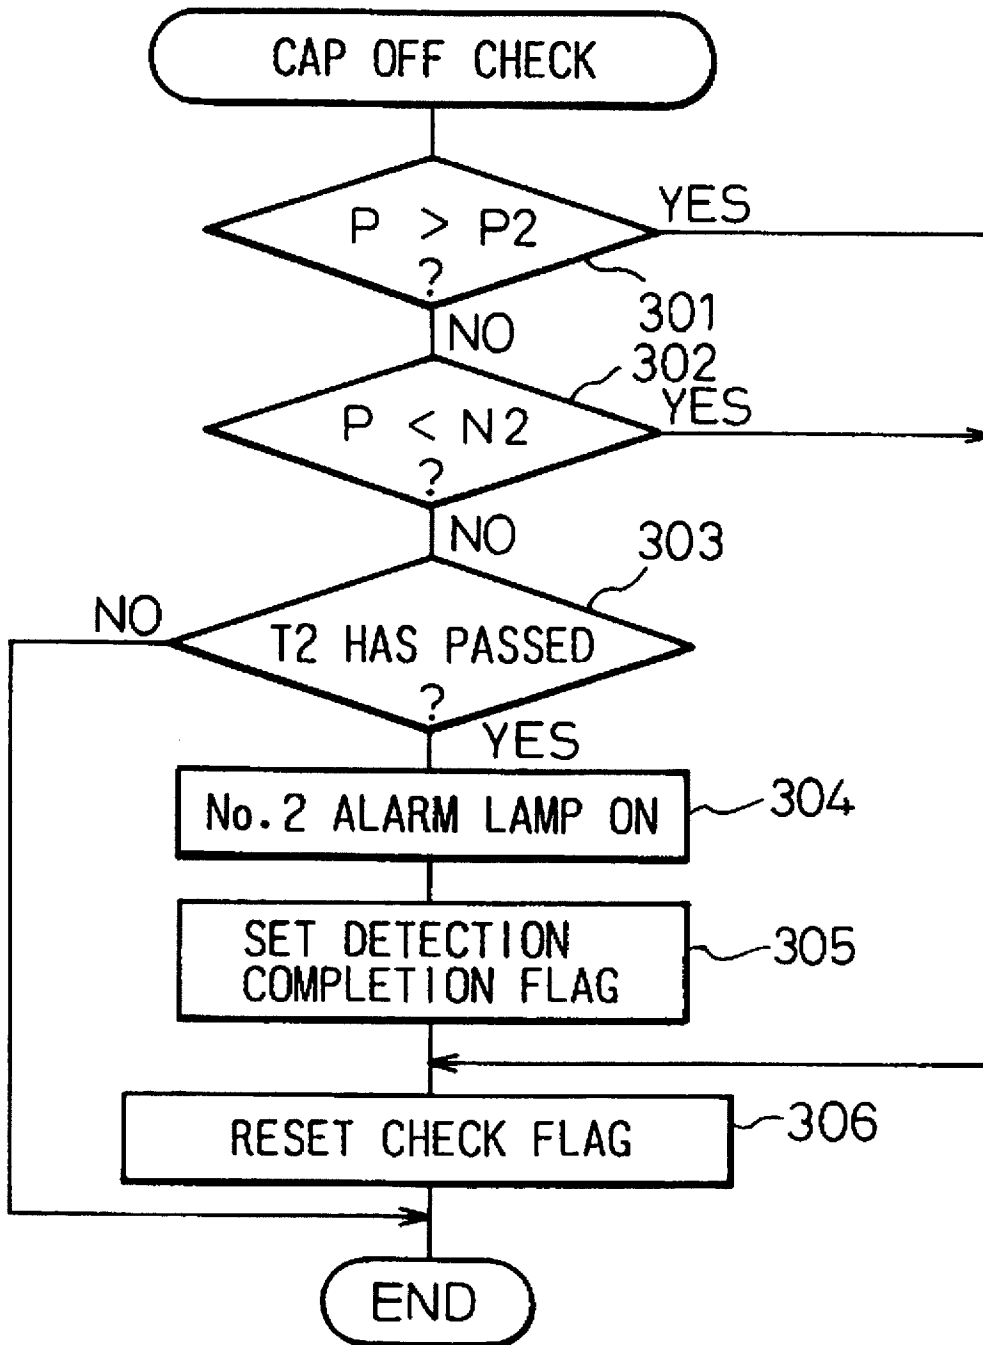 CAP OFF CHECK
P > P2
?
YES
301
NO
302
P < N2
?
YES
NO
303
T2 HAS PASSED
?
NO
YES
No.2 ALARM LAMP ON
304
SET DETECTION
COMPLETION FLAG
305
RESET CHECK FLAG
306
END